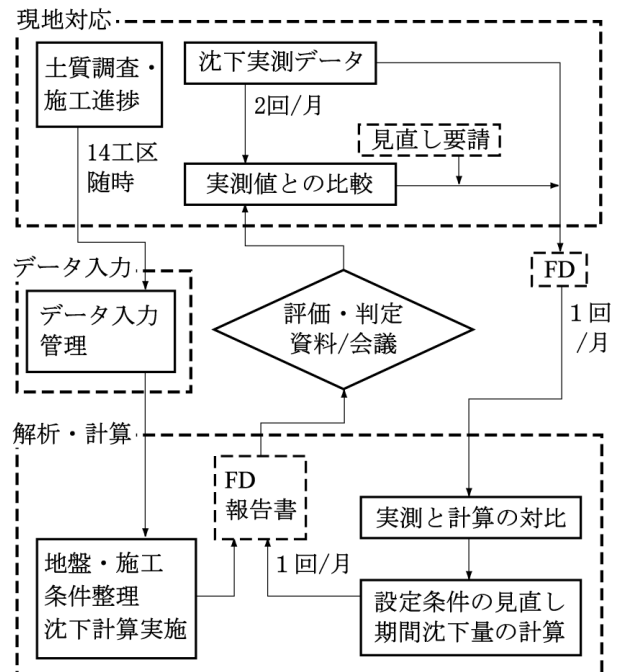 現地対応
土質調査・
施工進捗
沈下実測データ
2回/月
見直し要請
14工区
随時
実測値との比較
データ入力
データ入力
管理
評価・判定
資料/会議
FD
1回
/月
解析・計算
FD
報告書
実測と計算の対比
地盤・施工
条件整理
沈下計算実施
1回/月
設定条件の見直し
期間沈下量の計算